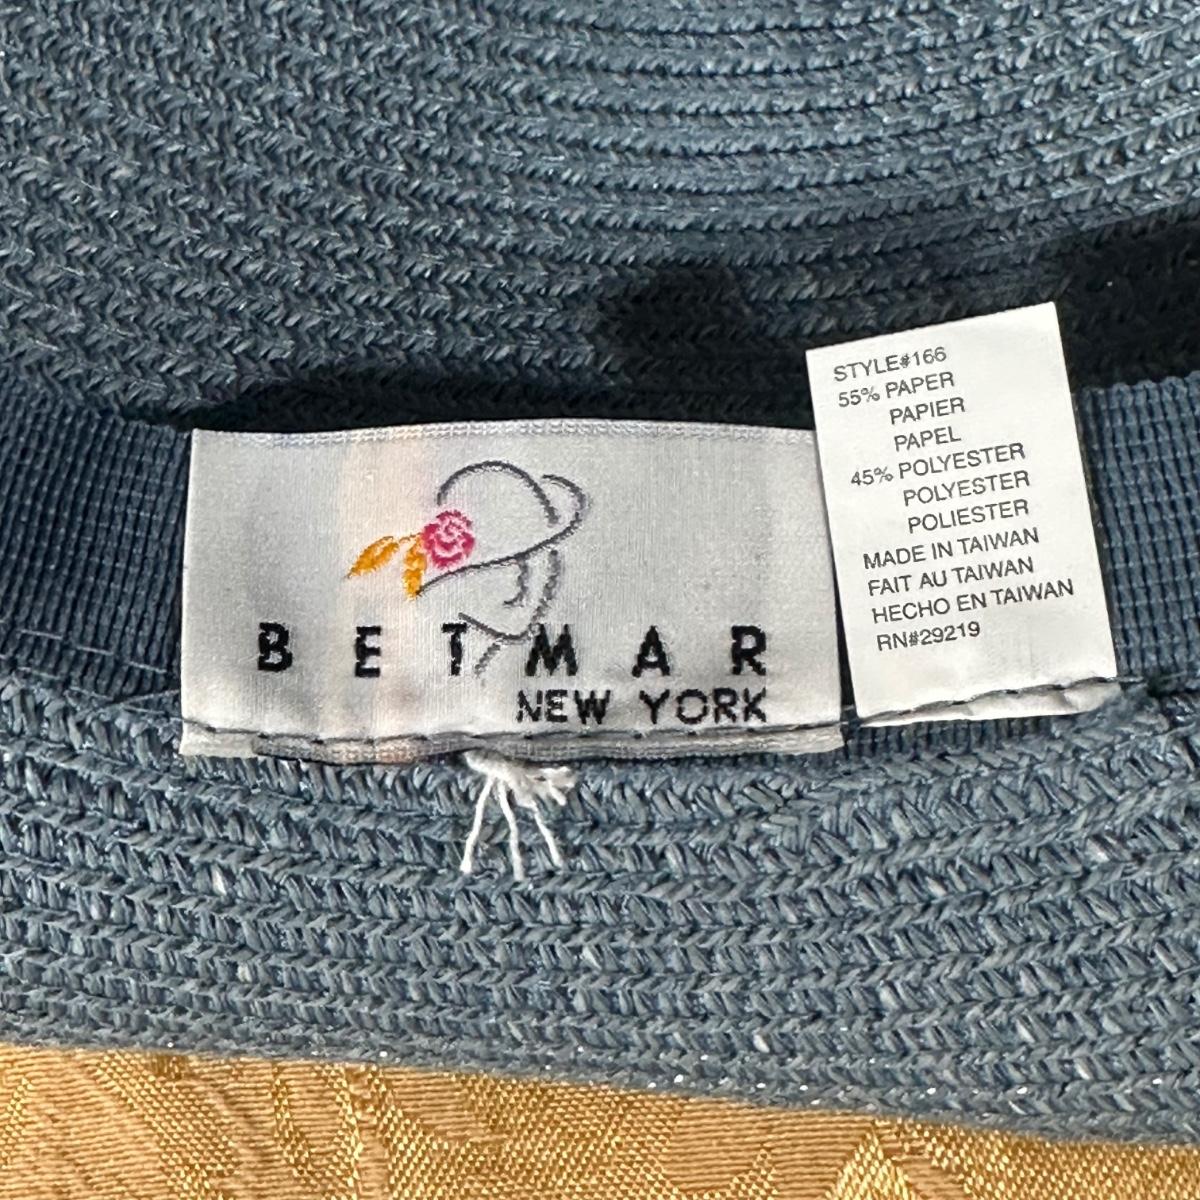 BETMAR
NEW YORK
STYLE#166
55% PAPER
PAPIER
PAPEL
45% POLYESTER
POLYESTER
POLIESTER
MADE IN TAIWAN
FAIT AU TAIWAN
HECHO EN TAIWAN
RN#29219